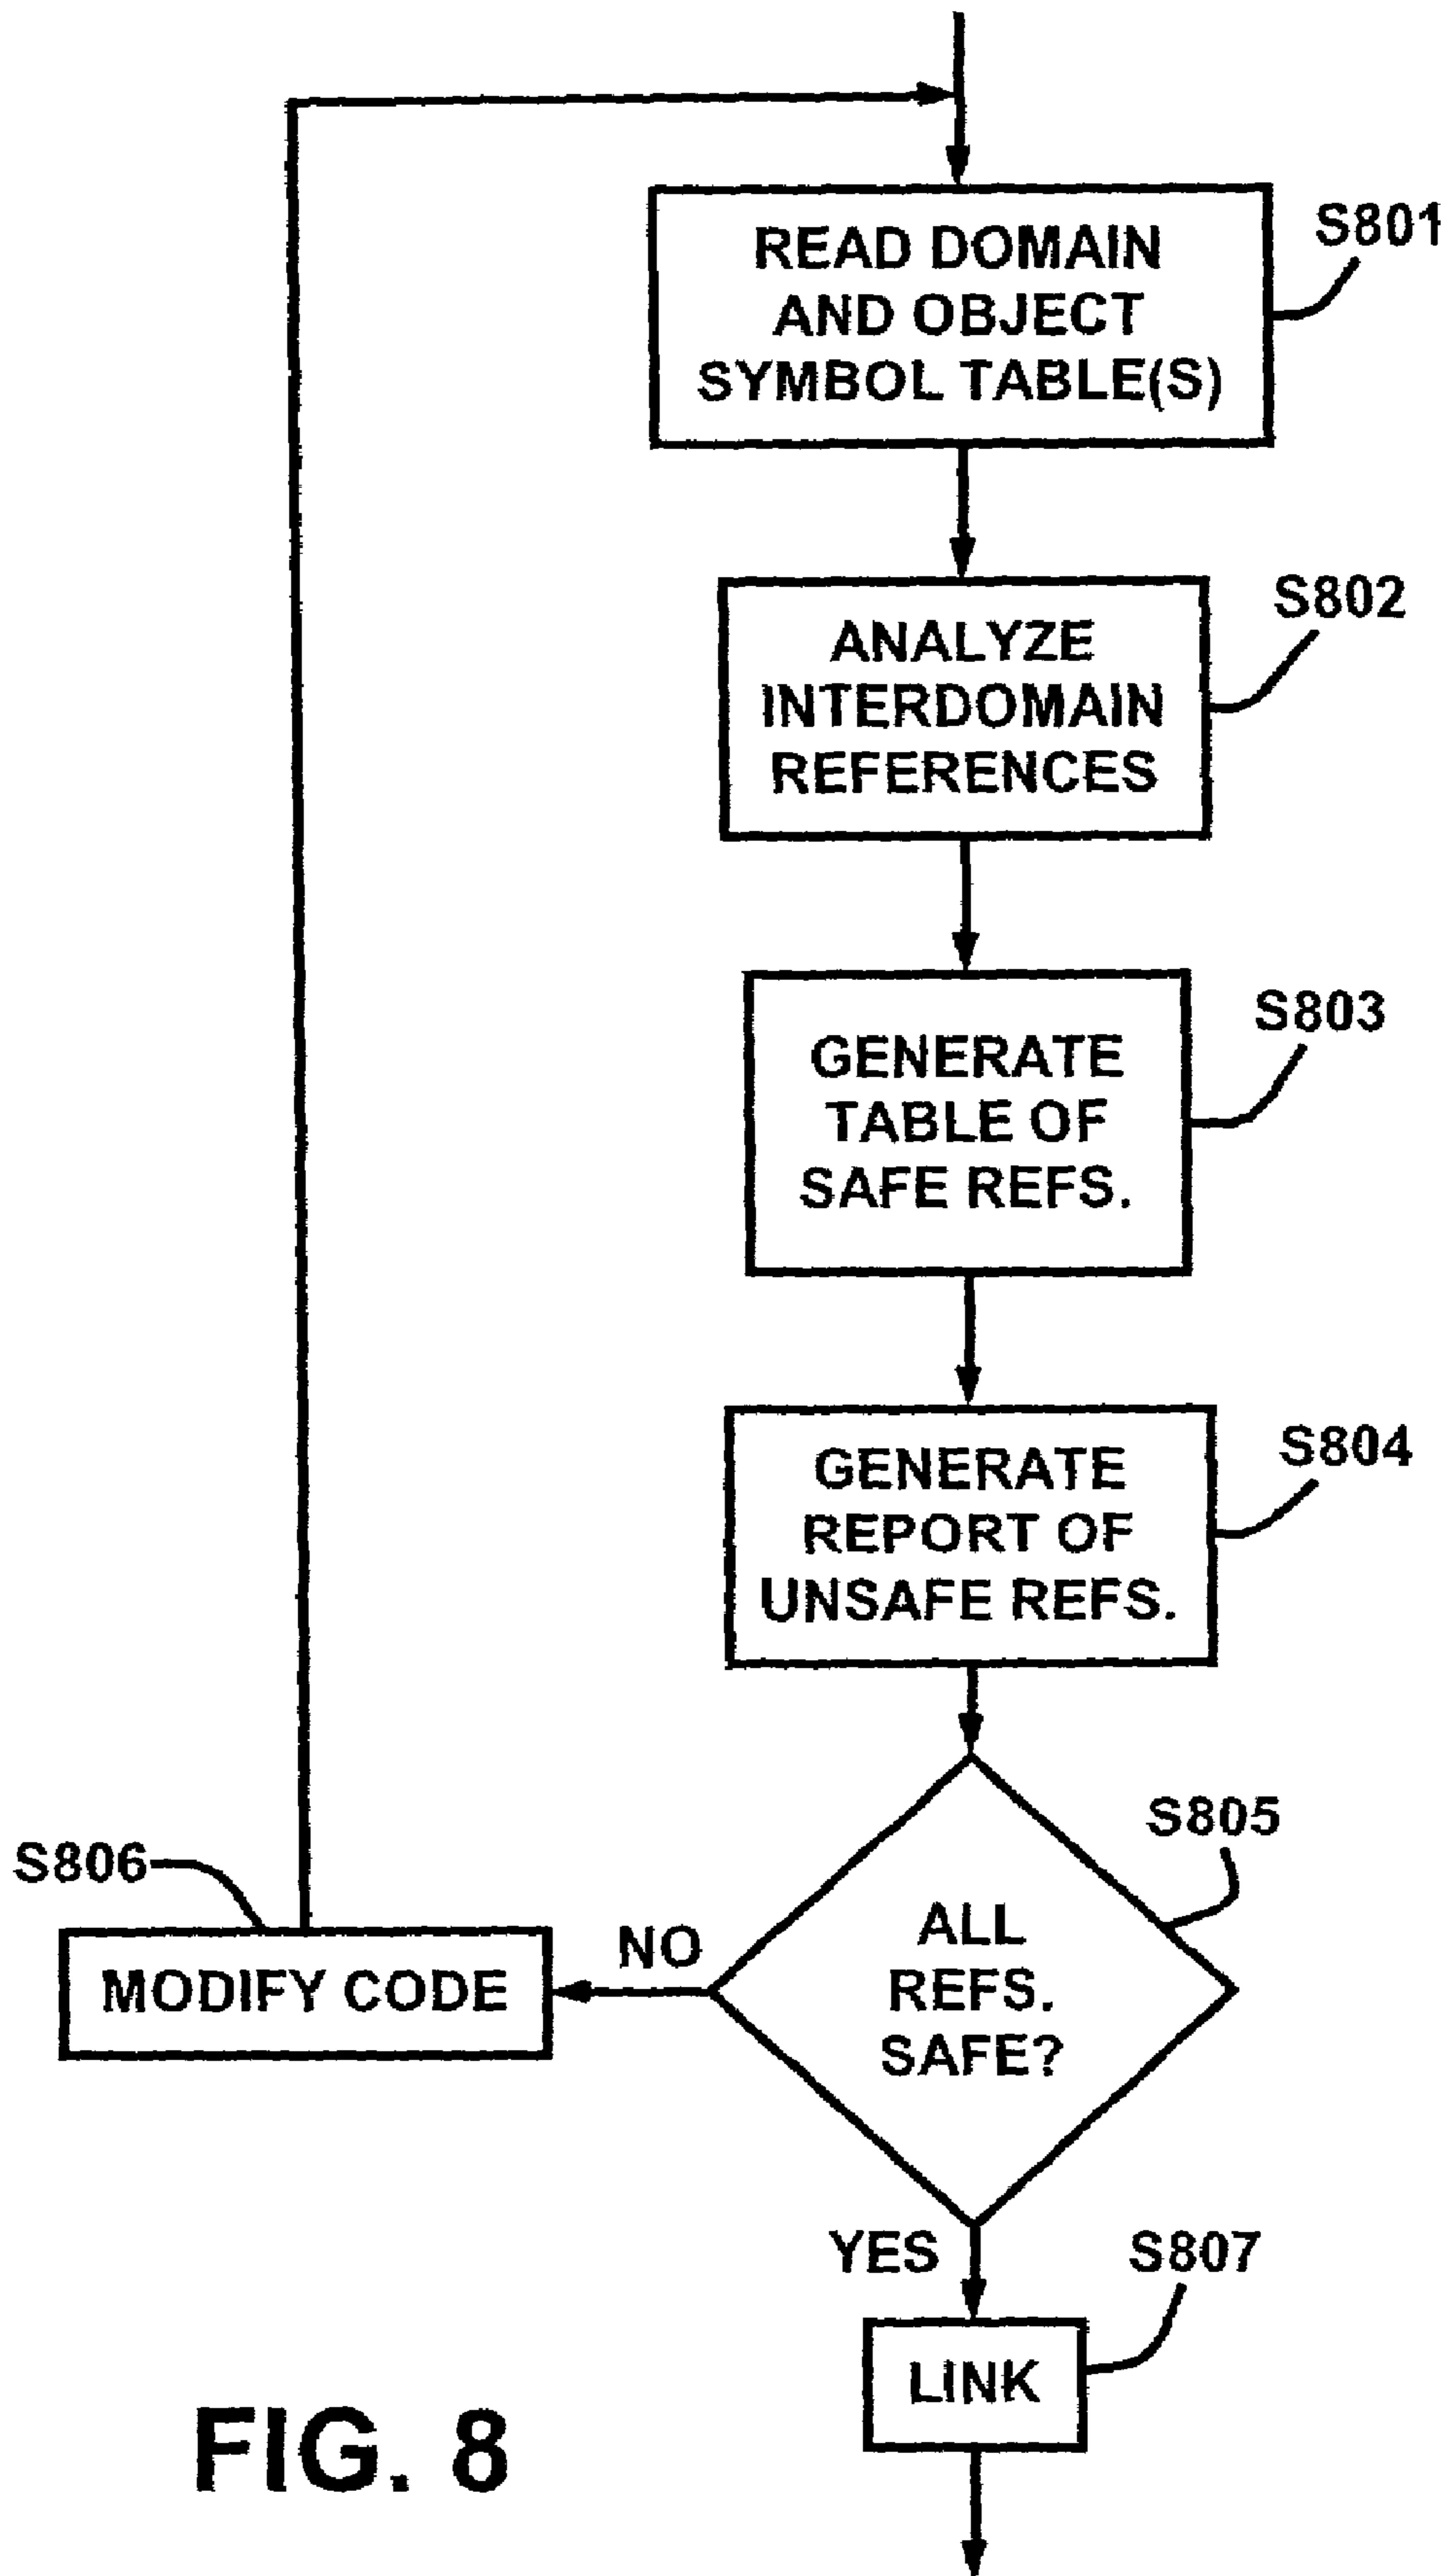 READ DOMAIN
AND OBJECT
SYMBOL TABLE(S)
S801
ANALYZE
INTERDOMAIN
REFERENCES
S802
GENERATE
TABLE OF
SAFE REFS.
S803
GENERATE
REPORT OF
UNSAFE REFS.
S804
ALL
REFS.
SAFE?
S805
NO
MODIFY CODE
S806
YES
LINK
S807
FIG. 8